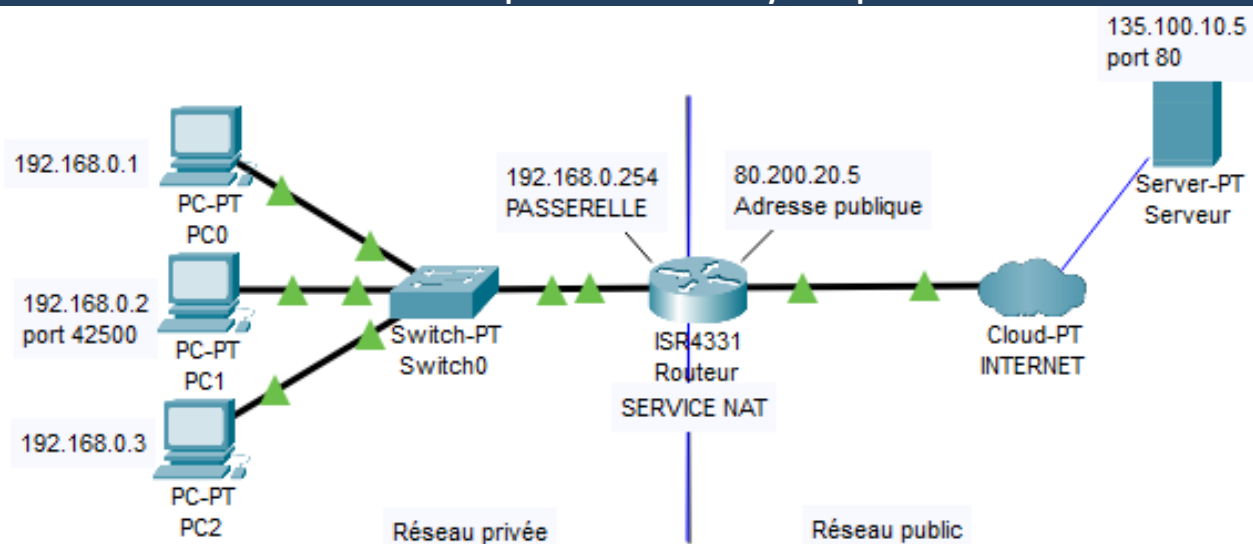 135.100.10.5
port 80
192.168.0.1
PC-PT
PC0
192.168.0.254
PASSERELLE
80.200.20.5
Adresse publique
Server-PT
Serveur
192.168.0.2
port 42500
PC-PT
PC1
Switch-PT
Switch0
ISR4331
Routeur
SERVICE NAT
Cloud-PT
INTERNET
192.168.0.3
PC-PT
PC2
Réseau privée
Réseau public